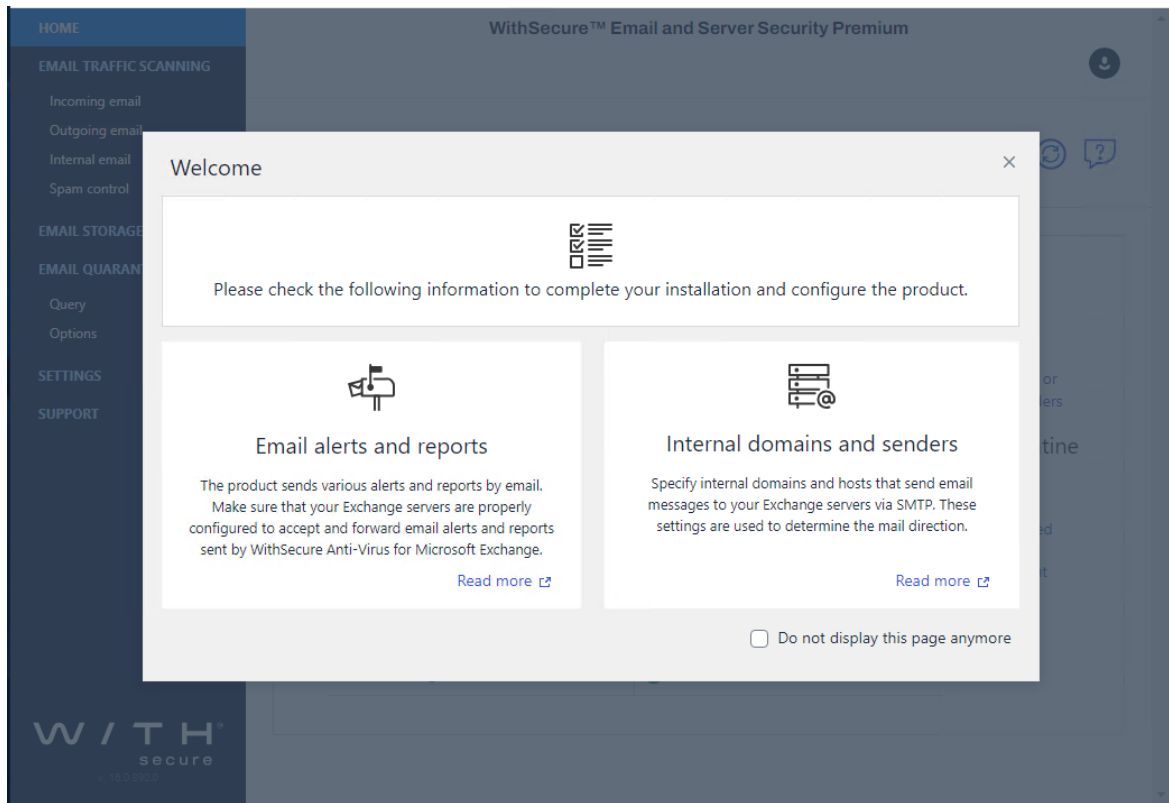 HOME
WithSecure™ Email and Server Security Premium
EMAIL TRAFFIC SCANNING
Incoming email
Outgoing email
Internal email
Spam control
EMAIL STORAGE
EMAIL QUARAN
Query
Options
SETTINGS
SUPPORT
Welcome
Please check the following information to complete your installation and configure the product.
Email alerts and reports
The product sends various alerts and reports by email.
Make sure that your Exchange servers are properly
configured to accept and forward email alerts and reports
sent by WithSecure Anti-Virus for Microsoft Exchange.
Read more
Internal domains and senders
Specify internal domains and hosts that send email
messages to your Exchange servers via SMTP. These
settings are used to determine the mail direction.
Read more
Do not display this page anymore
or
ers
tine
ed
it
W / T H
secure